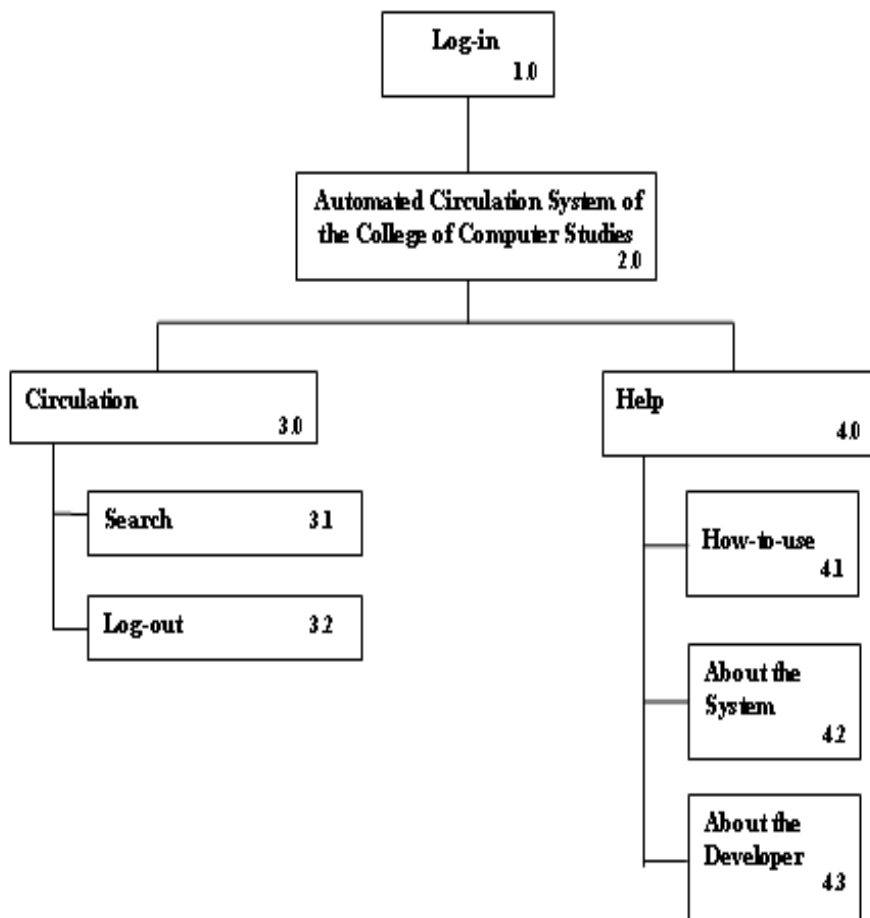 Log-in
1.0
Automated Circulation System of
the College of Computer Studies
2.0
Circulation
3.0
Search 3.1
Log-out 3.2
Help
4.0
How-to-use
4.1
About the
System
4.2
About the
Developer
4.3